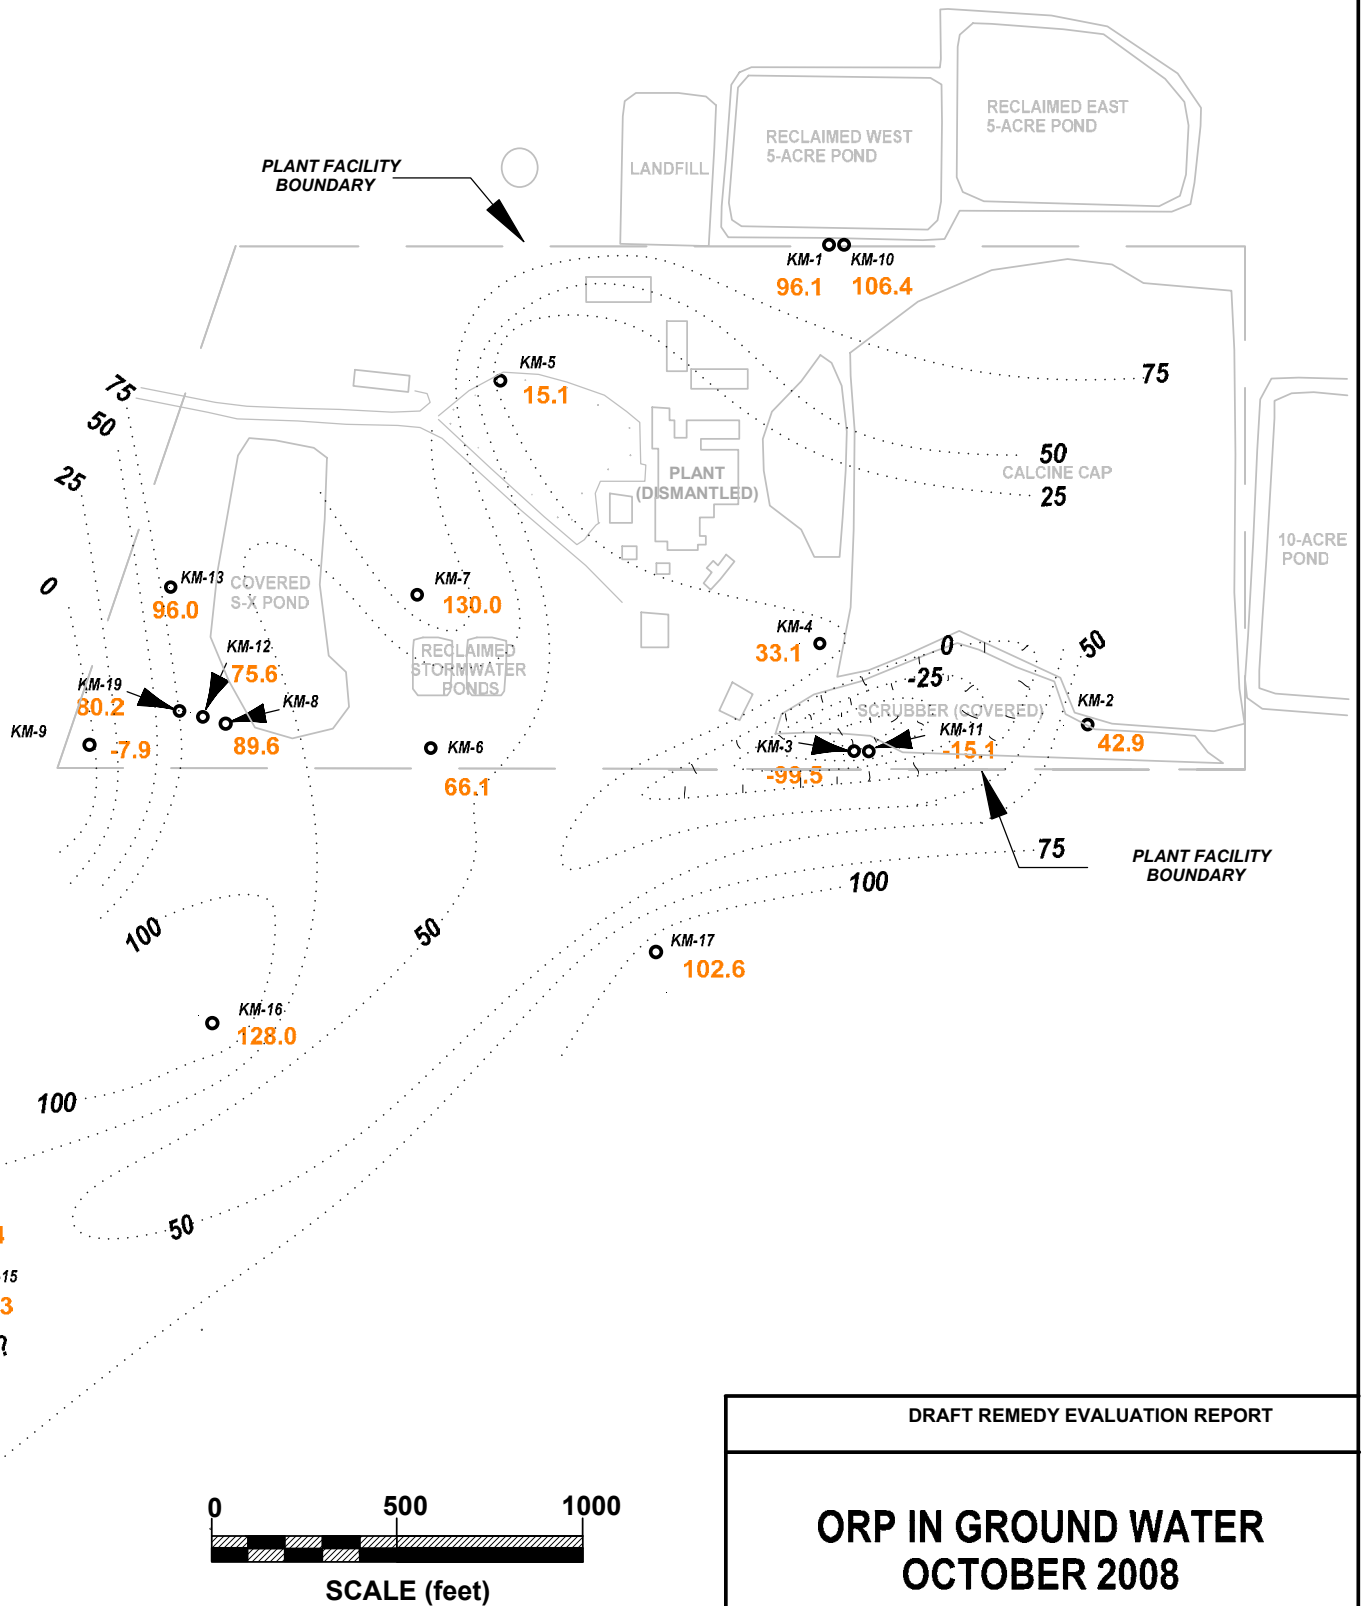 RECLAIMED EAST
5-ACRE POND
RECLAIMED WEST
5-ACRE POND
LANDFILL
PLANT FACILITY
BOUNDARY
KM-1
KM-10
96.1
106.4
KM-5
15.1
75
75
50
50
CALCINE CAP
25
25
PLANT
(DISMANTLED)
10-ACRE
POND
0
KM-13
96.0
COVERED
S-X POND
KM-7
130.0
KM-4
33.1
KM-12
75.6
RECLAIMED
STORMWATER
PONDS
0
-25
50
KM-19
80.2
KM-8
89.6
SCRUBBER (COVERED)
KM-2
42.9
KM-9
-7.9
KM-6
66.1
KM-3
-99.5
KM-11
-15.1
75
PLANT FACILITY
BOUNDARY
100
100
50
KM-17
102.6
KM-16
128.0
100
50
4
-15
3
?
0 500 1000
SCALE (feet)
DRAFT REMEDY EVALUATION REPORT
ORP IN GROUND WATER
OCTOBER 2008